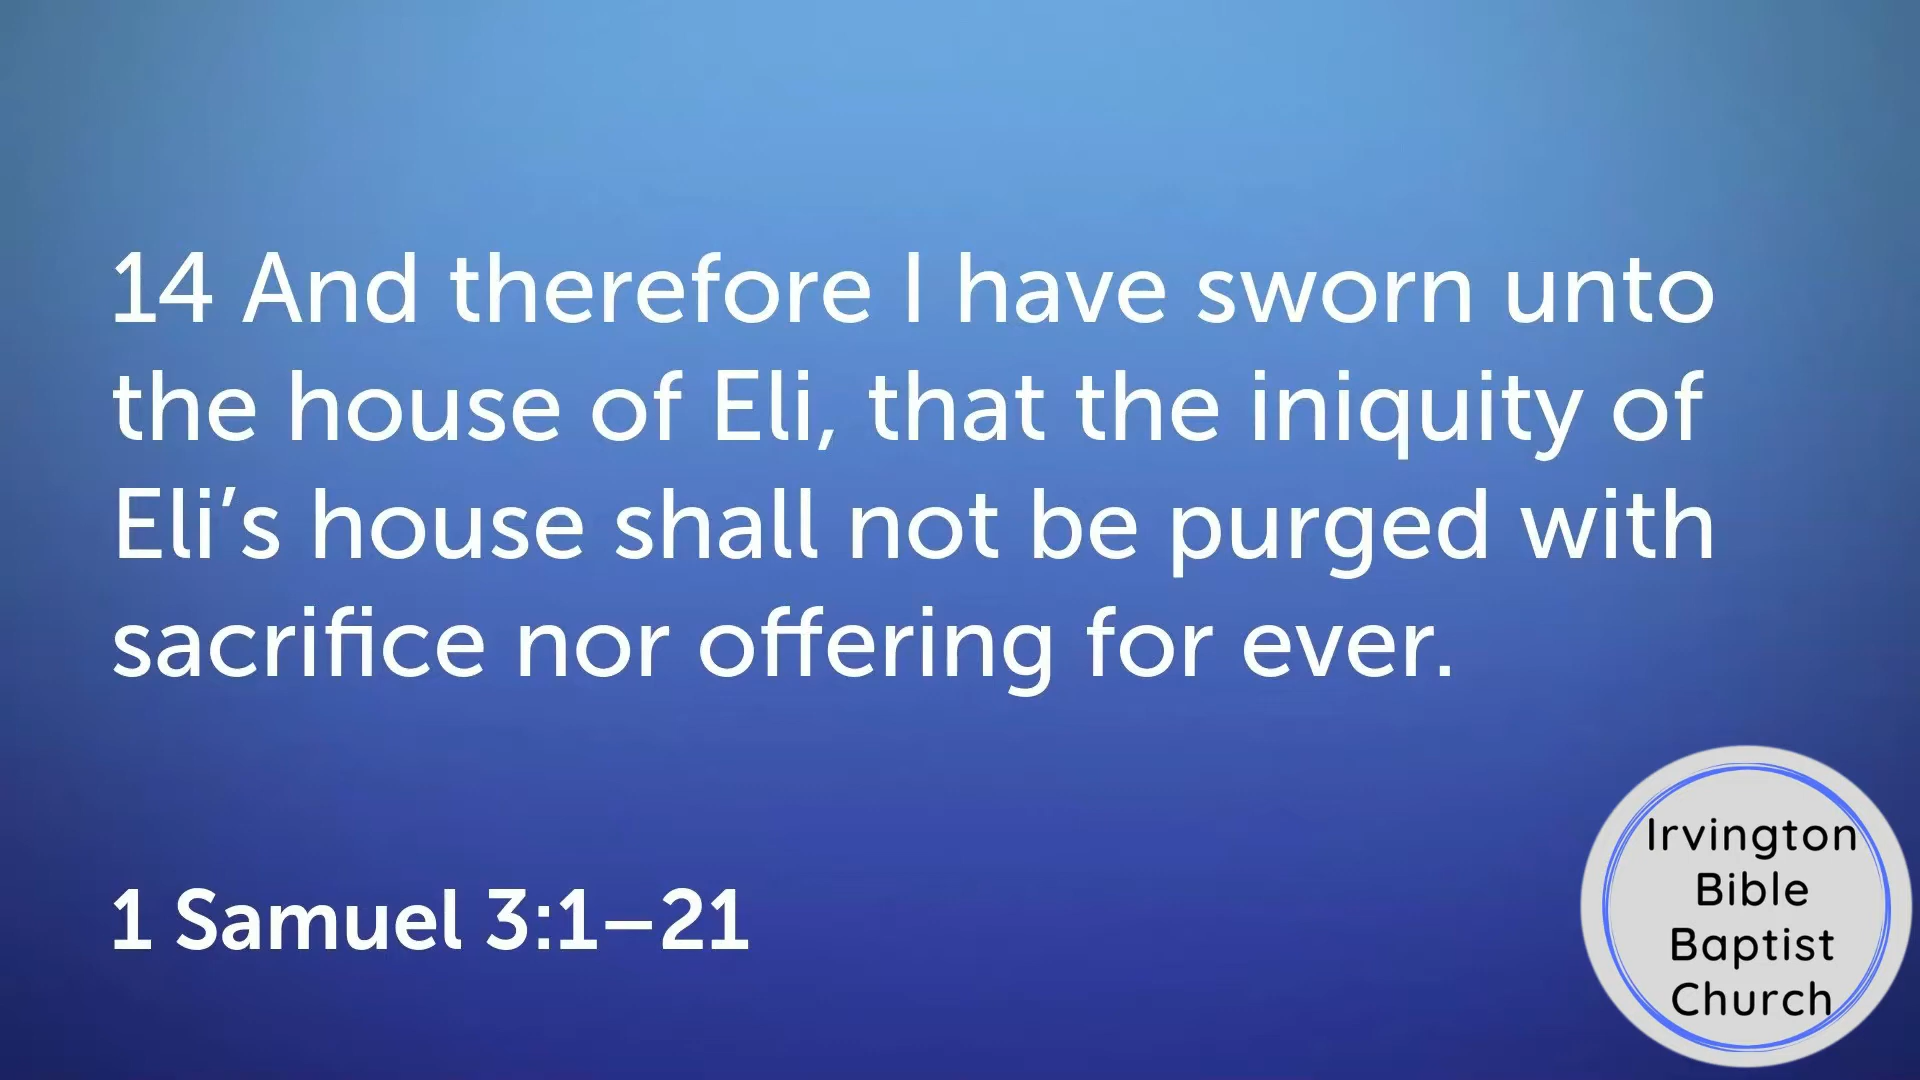 14 And therefore I have sworn unto
the house of Eli, that the iniquity of
Eli’s house shall not be purged with
sacrifice nor offering for ever.
1 Samuel 3:1–21
Irvington
Bible
Baptist
Church